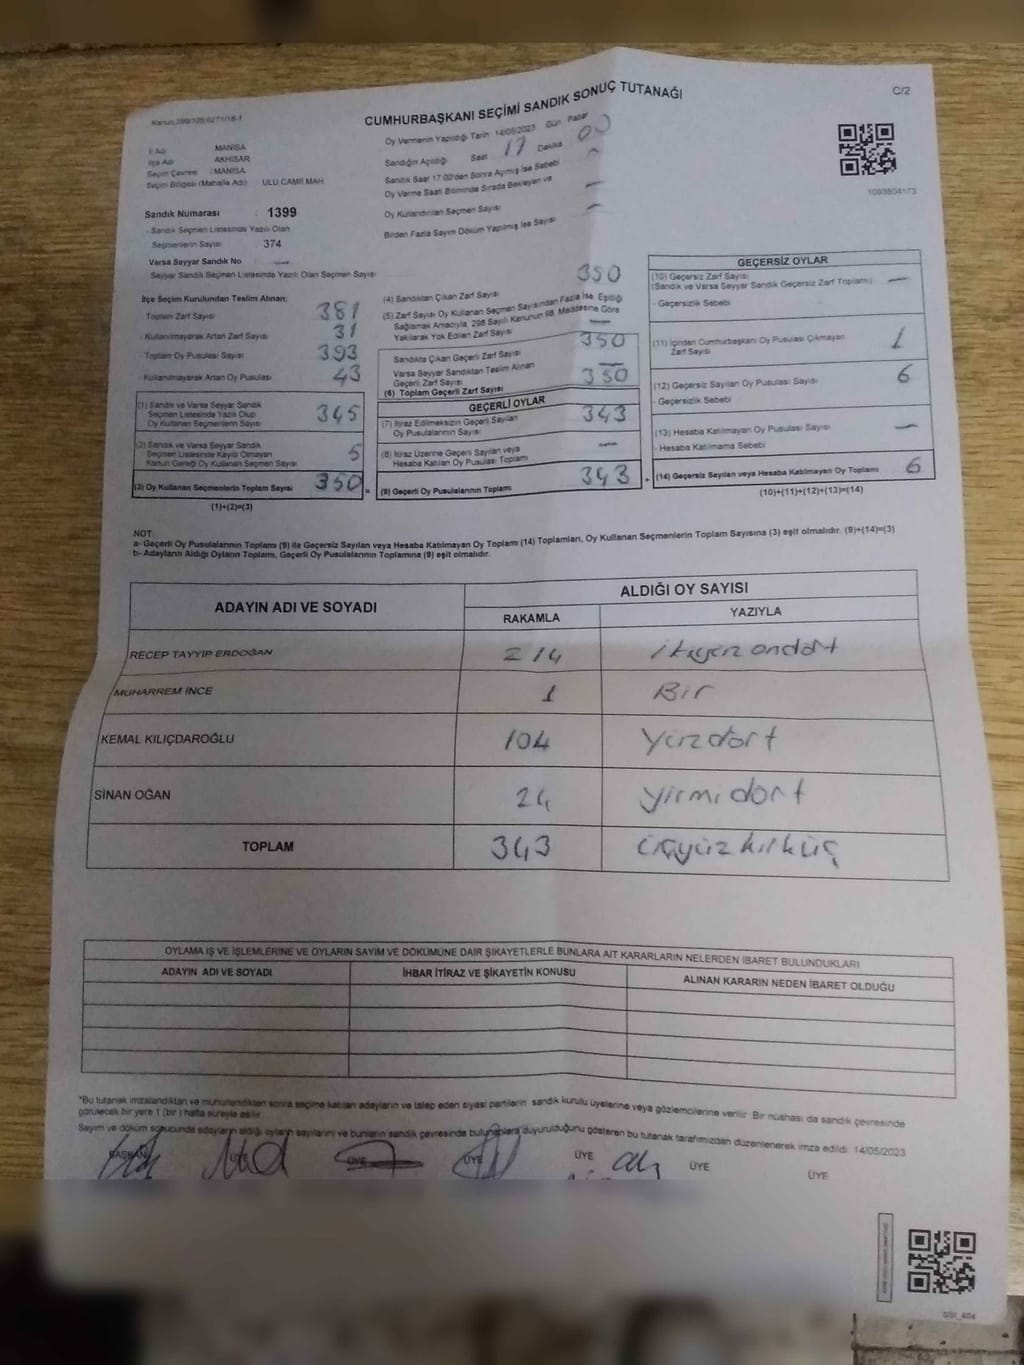 CUMHURBAŞKANI SEÇİMİ SANDIK SONUÇ TUTANAĞI
C/2
İl Adı MANİSA
İlçe Adı AKHİSAR
Seçim Çevresi : MANİSA
Seçim Bölgesi (Mahalle Adı) : ULU CAMİİ MAH
Sandık Numarası : 1399
Sandık Seçmen Listesinde Yazılı Olan
Seçmenlerin Sayısı : 374
Varsa Seyyar Sandık No : —
Seyyar Sandık Seçmen Listesinde Yazılı Olan Seçmen Sayısı
Oy Vermenin Yapıldığı Tarih 14/05/2023 Gün Pazar
Sandığın Açıldığı Saat 17 Dakika 00
Sandık Saat 17.00'den Sonra Açılmış İse Sebebi
Oy Verme Saati Bitiminde Sırada Bekleyen ve
Oy Kullandırılan Seçmen Sayısı —
Birden Fazla Sayım Döküm Yapılmış İse Sayısı —
1093804173
İlçe Seçim Kurulundan Teslim Alınan;
Toplam Zarf Sayısı 381
Kullanılmayarak Artan Zarf Sayısı 31
Toplam Oy Pusulası Sayısı 393
Kullanılmayarak Artan Oy Pusulası 43
(1) Sandık ve Varsa Seyyar Sandık
Seçmen Listesinde Yazılı Olup
Oy Kullanan Seçmenlerin Sayısı 345
(2) Sandık ve Varsa Seyyar Sandık
Seçmen Listesinde Kayıtlı Olmayan
Kanun Gereği Oy Kullanan Seçmen Sayısı 5
(3) Oy Kullanan Seçmenlerin Toplam Sayısı 350
(1)+(2)=(3)
(4) Sandıktan Çıkan Zarf Sayısı 350
(5) Zarf Sayısı Oy Kullanan Seçmen Sayısından Fazla İse, Eşitliği
Sağlamak Amacıyla, 298 Sayılı Kanunun 98. Maddesine Göre
Yakılarak Yok Edilen Zarf Sayısı —
Sandıkta Çıkan Geçerli Zarf Sayısı 350
Varsa Seyyar Sandıktan Teslim Alınan
Geçerli Zarf Sayısı —
(6) Toplam Geçerli Zarf Sayısı 350
GEÇERLİ OYLAR
(7) İtiraz Edilmeksizin Geçerli Sayılan
Oy Pusulalarının Sayısı 343
(8) İtiraz Üzerine Geçerli Sayılan veya
Hesaba Katılan Oy Pusulası Toplamı —
(9) Geçerli Oy Pusulalarının Toplamı 343
GEÇERSİZ OYLAR
(10) Geçersiz Zarf Sayısı
(Sandık ve Varsa Seyyar Sandık Geçersiz Zarf Toplamı) —
Geçersizlik Sebebi
(11) İçinden Cumhurbaşkanı Oy Pusulası Çıkmayan
Zarf Sayısı 1
(12) Geçersiz Sayılan Oy Pusulası Sayısı 6
- Geçersizlik Sebebi
(13) Hesaba Katılmayan Oy Pusulası Sayısı —
- Hesaba Katılmama Sebebi
(14) Geçersiz Sayılan veya Hesaba Katılmayan Oy Toplamı 6
(10)+(11)+(12)+(13)=(14)
NOT:
a- Geçerli Oy Pusulalarının Toplamı (9) ile Geçersiz Sayılan veya Hesaba Katılmayan Oy Toplamı (14) Toplamları, Oy Kullanan Seçmenlerin Toplam Sayısına (3) eşit olmalıdır. (9)+(14)=(3)
b- Adayların Aldığı Oyların Toplamı, Geçerli Oy Pusulalarının Toplamına (9) eşit olmalıdır.
ADAYIN ADI VE SOYADI ALDIĞI OY SAYISI
RAKAMLA YAZIYLA
RECEP TAYYİP ERDOĞAN 214 ikiyüz ondört
MUHARREM İNCE 1 Bir
KEMAL KILIÇDAROĞLU 104 yüzdört
SİNAN OĞAN 24 yirmi dört
TOPLAM 343 üçyüz kırküç
OYLAMA İŞ VE İŞLEMLERİNE VE OYLARIN SAYIM VE DÖKÜMÜNE DAİR ŞİKAYETLERLE BUNLARA AİT KARARLARIN NELERDEN İBARET BULUNDUKLARI
ADAYIN ADI VE SOYADI İHBAR İTİRAZ VE ŞİKAYETİN KONUSU ALINAN KARARIN NEDEN İBARET OLDUĞU
*Bu tutanak imzalandıktan ve mühürlendikten sonra seçime katılan adayların ve talep eden siyasi partilerin sandık kurulu üyelerine veya gözlemcilerine verilir. Bir nüshası da sandık çevresinde
görülecek bir yere 1 (bir) hafta süreyle asılır.
Sayım ve döküm sonucunda adayların aldığı oyların sayılarını ve bunların sandık çevresinde bulunanlara duyurulduğunu gösteren bu tutanak tarafımızdan düzenlenerek imza edildi. 14/05/2023
BAŞKAN ÜYE ÜYE ÜYE ÜYE ÜYE ÜYE